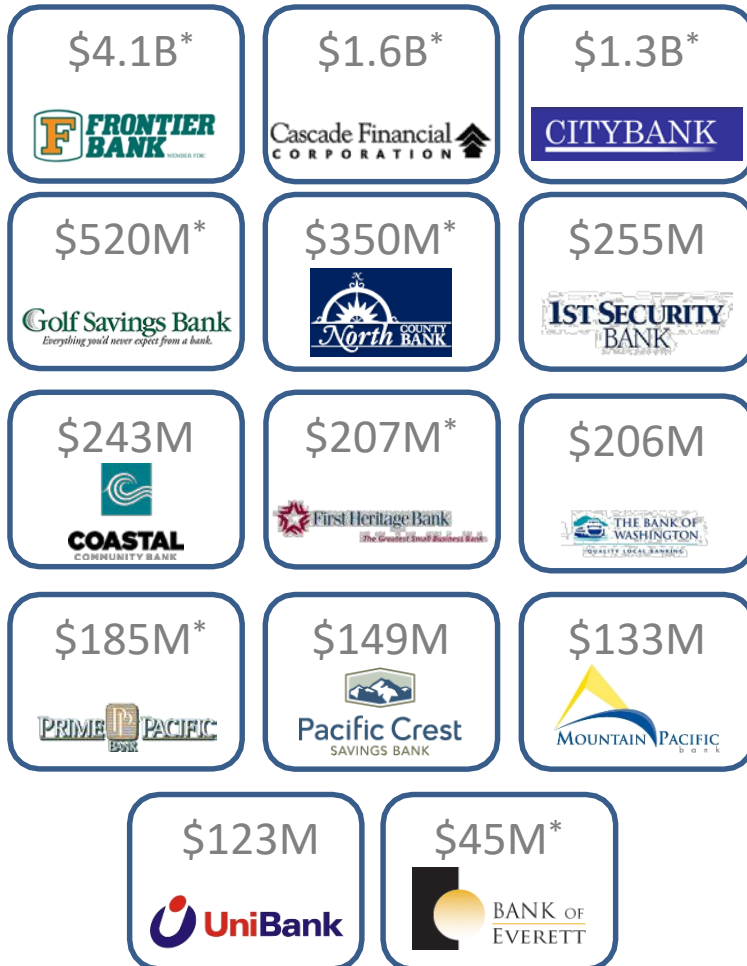 $4.1B*
F FRONTIER
BANK
MEMBER FDIC
$1.6B*
Cascade Financial
CORPORATION
$1.3B*
CITYBANK
$520M*
Golf Savings Bank
Everything you'd never expect from a bank.
$350M*
N
North COUNTY
BANK
$255M
1ST SECURITY
BANK
$243M
COASTAL
COMMUNITY BANK
$207M*
First Heritage Bank
The Greatest Small Business Bank
$206M
THE BANK OF
WASHINGTON
QUALITY LOCAL BANKING
$185M*
PRIME PACIFIC
BANK
$149M
Pacific Crest
SAVINGS BANK
$133M
MOUNTAIN PACIFIC
bank
$123M
UniBank
$45M*
BANK OF
EVERETT